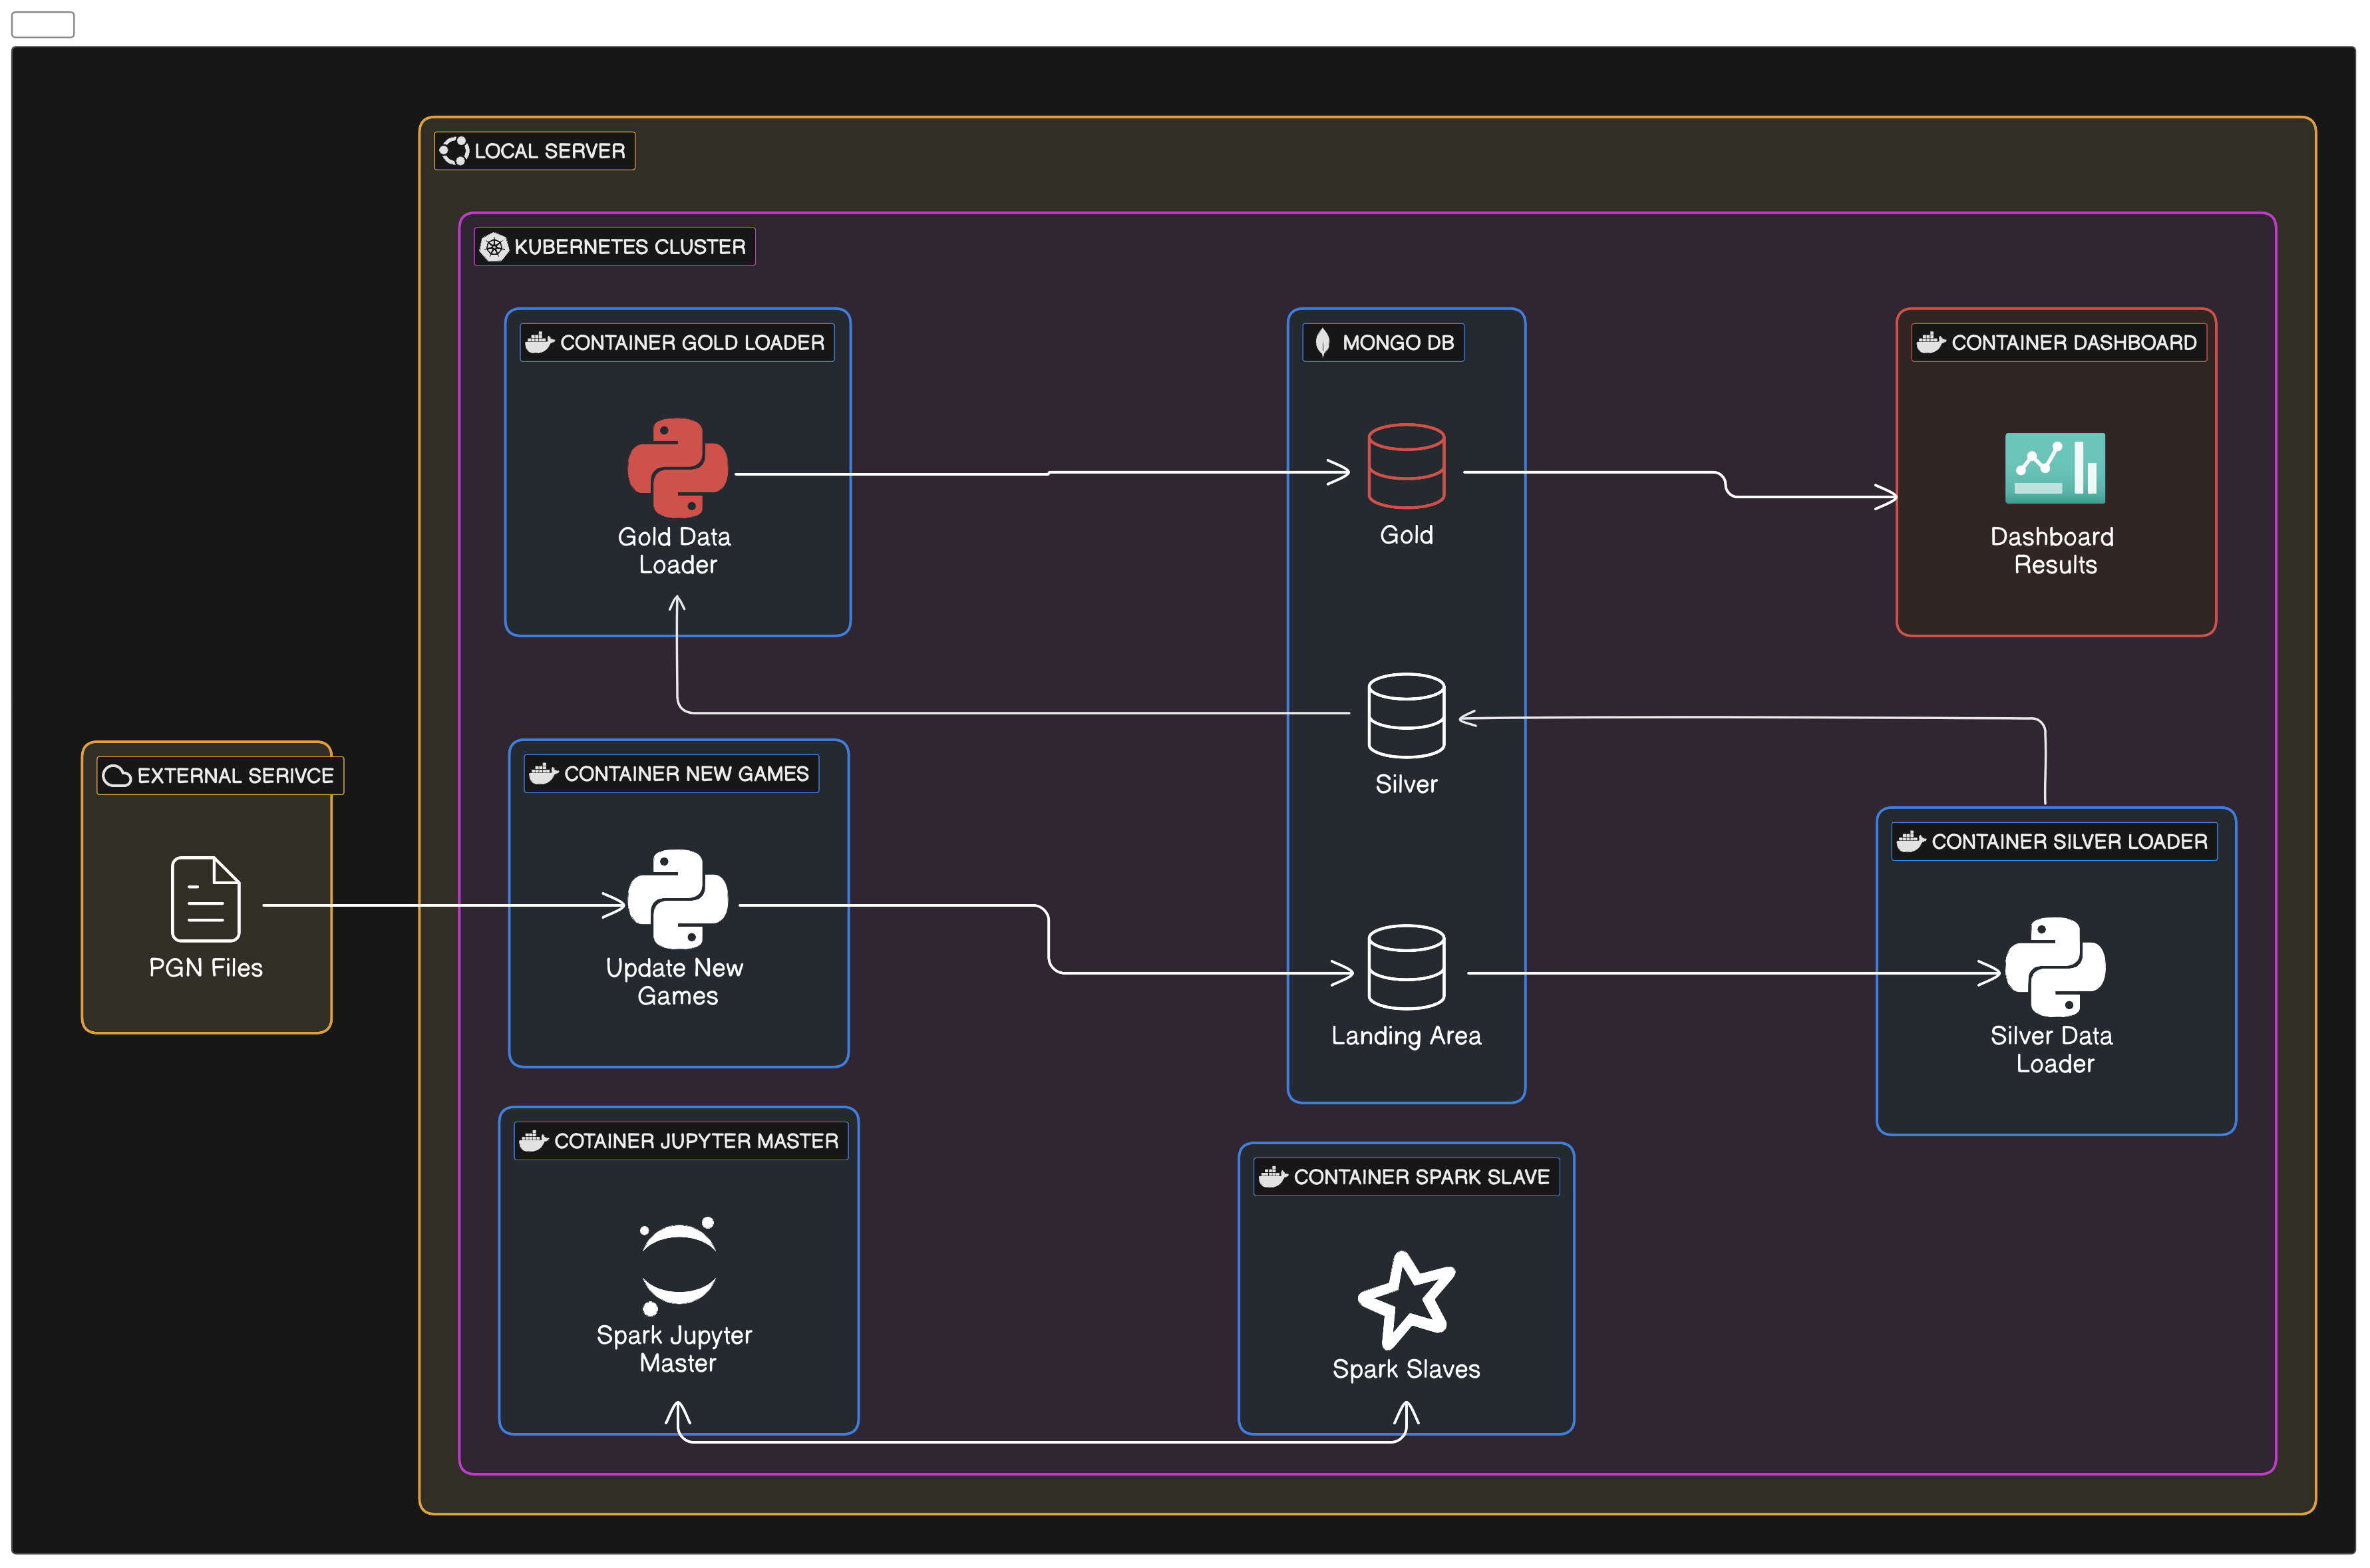 LOCAL SERVER
KUBERNETES CLUSTER
CONTAINER GOLD LOADER
Gold Data
Loader
MONGO DB
Gold
CONTAINER DASHBOARD
Dashboard
Results
Silver
EXTERNAL SERIVCE
PGN Files
CONTAINER NEW GAMES
Update New
Games
Landing Area
CONTAINER SILVER LOADER
Silver Data
Loader
COTAINER JUPYTER MASTER
Spark Jupyter
Master
CONTAINER SPARK SLAVE
Spark Slaves